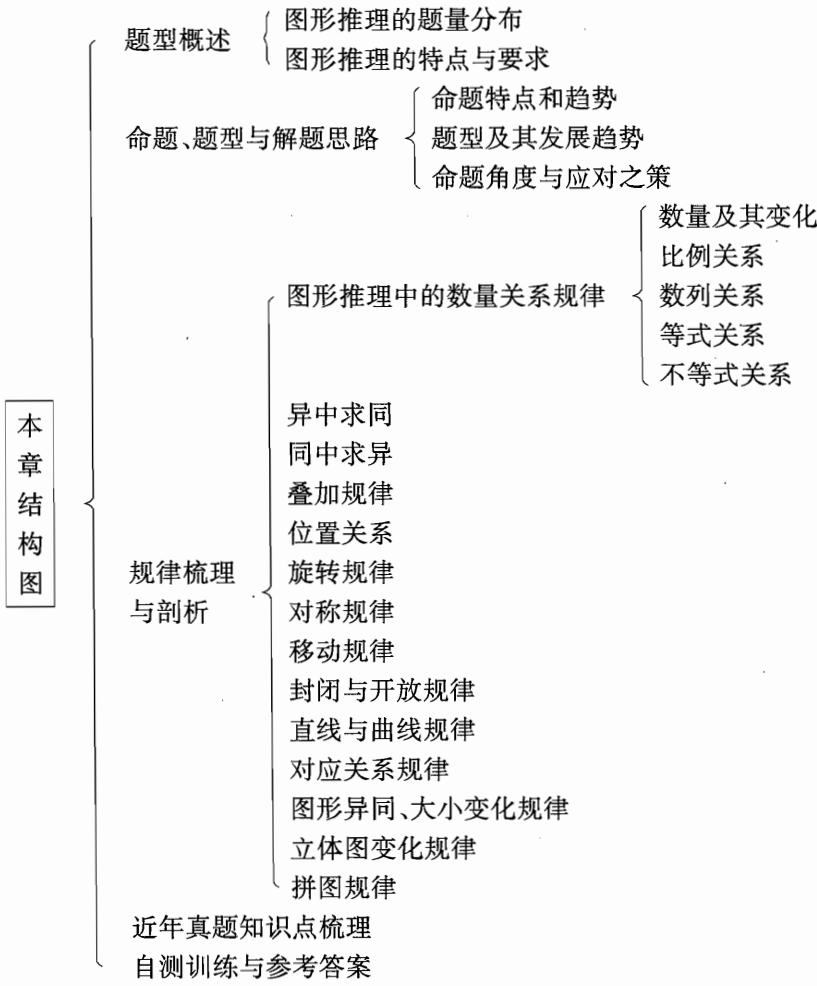 本章结构图
题型概述
图形推理的题量分布
图形推理的特点与要求
命题、题型与解题思路
命题特点和趋势
题型及其发展趋势
命题角度与应对之策
规律梳理
与剖析
图形推理中的数量关系规律
数量及其变化
比例关系
数列关系
等式关系
不等式关系
异中求同
同中求异
叠加规律
位置关系
旋转规律
对称规律
移动规律
封闭与开放规律
直线与曲线规律
对应关系规律
图形异同、大小变化规律
立体图变化规律
拼图规律
近年真题知识点梳理
自测训练与参考答案